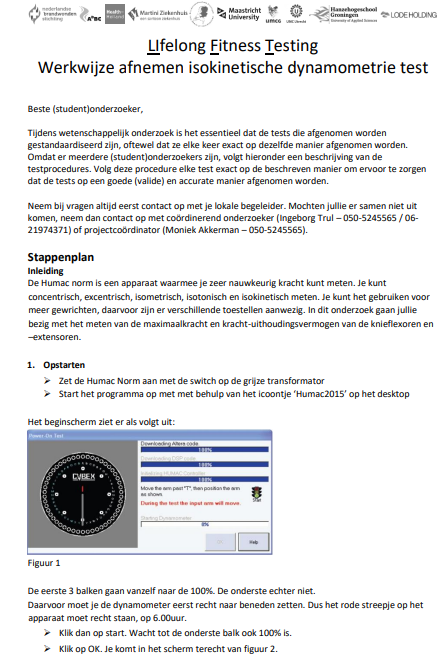 nederlandse
brandwonden
stichting
Martini Ziekenhuis
Maastricht
University
umcg
Hanzehogeschool
Groningen
University of Applied Sciences
LODE HOLDING
LIfelong Fitness Testing
Werkwijze afnemen isokinetische dynamometrie test
Beste (student)onderzoeker,
Tijdens wetenschappelijk onderzoek is het essentieel dat de tests die afgenomen worden
gestandaardiseerd zijn, oftewel dat ze elke keer exact op dezelfde manier afgenomen worden.
Omdat er meerdere (student)onderzoekers zijn, volgt hieronder een beschrijving van de
testprocedures. Volg deze procedure elke test exact op de beschreven manier om ervoor te zorgen
dat de tests op een goede (valide) en accurate manier afgenomen worden.
Neem bij vragen altijd eerst contact op met je lokale begeleider. Mochten jullie er samen niet uit
komen, neem dan contact op met coördinerend onderzoeker (Ingeborg Trul – 050-5245565 / 06-
21974371) of projectcoördinator (Moniek Akkerman – 050-5245565).
Stappenplan
Inleiding
De Humac norm is een apparaat waarmee je zeer nauwkeurig kracht kunt meten. Je kunt
concentrisch, excentrisch, isometrisch, isotonisch en isokinetisch meten. Je kunt het gebruiken voor
meer gewrichten, daarvoor zijn er verschillende toestellen aanwezig. In dit onderzoek gaan jullie
bezig met het meten van de maximaalkracht en kracht-uithoudingsvermogen van de knieflexoren en
–extensoren.
1. Opstarten
➢ Zet de Humac Norm aan met de switch op de grijze transformator
➢ Start het programma op met met behulp van het icoontje ‘Humac2015’ op het desktop
Het beginscherm ziet er als volgt uit:
Power On Test
Downloading Altera code
100%
Downloading DSP code
100%
Initializing HUMAC Controller
100%
Move the arm past "T", then position the arm
as shown.
During the test the input arm will move.
Start
Starting Dynamometer
0%
Help
CYBEX
Figuur 1
De eerste 3 balken gaan vanzelf naar de 100%. De onderste echter niet.
Daarvoor moet je de dynamometer eerst recht naar beneden zetten. Dus het rode streepje op het
apparaat moet recht staan, op 6.00uur.
➢ Klik dan op start. Wacht tot de onderste balk ook 100% is.
➢ Klik op OK. Je komt in het scherm terecht van figuur 2.